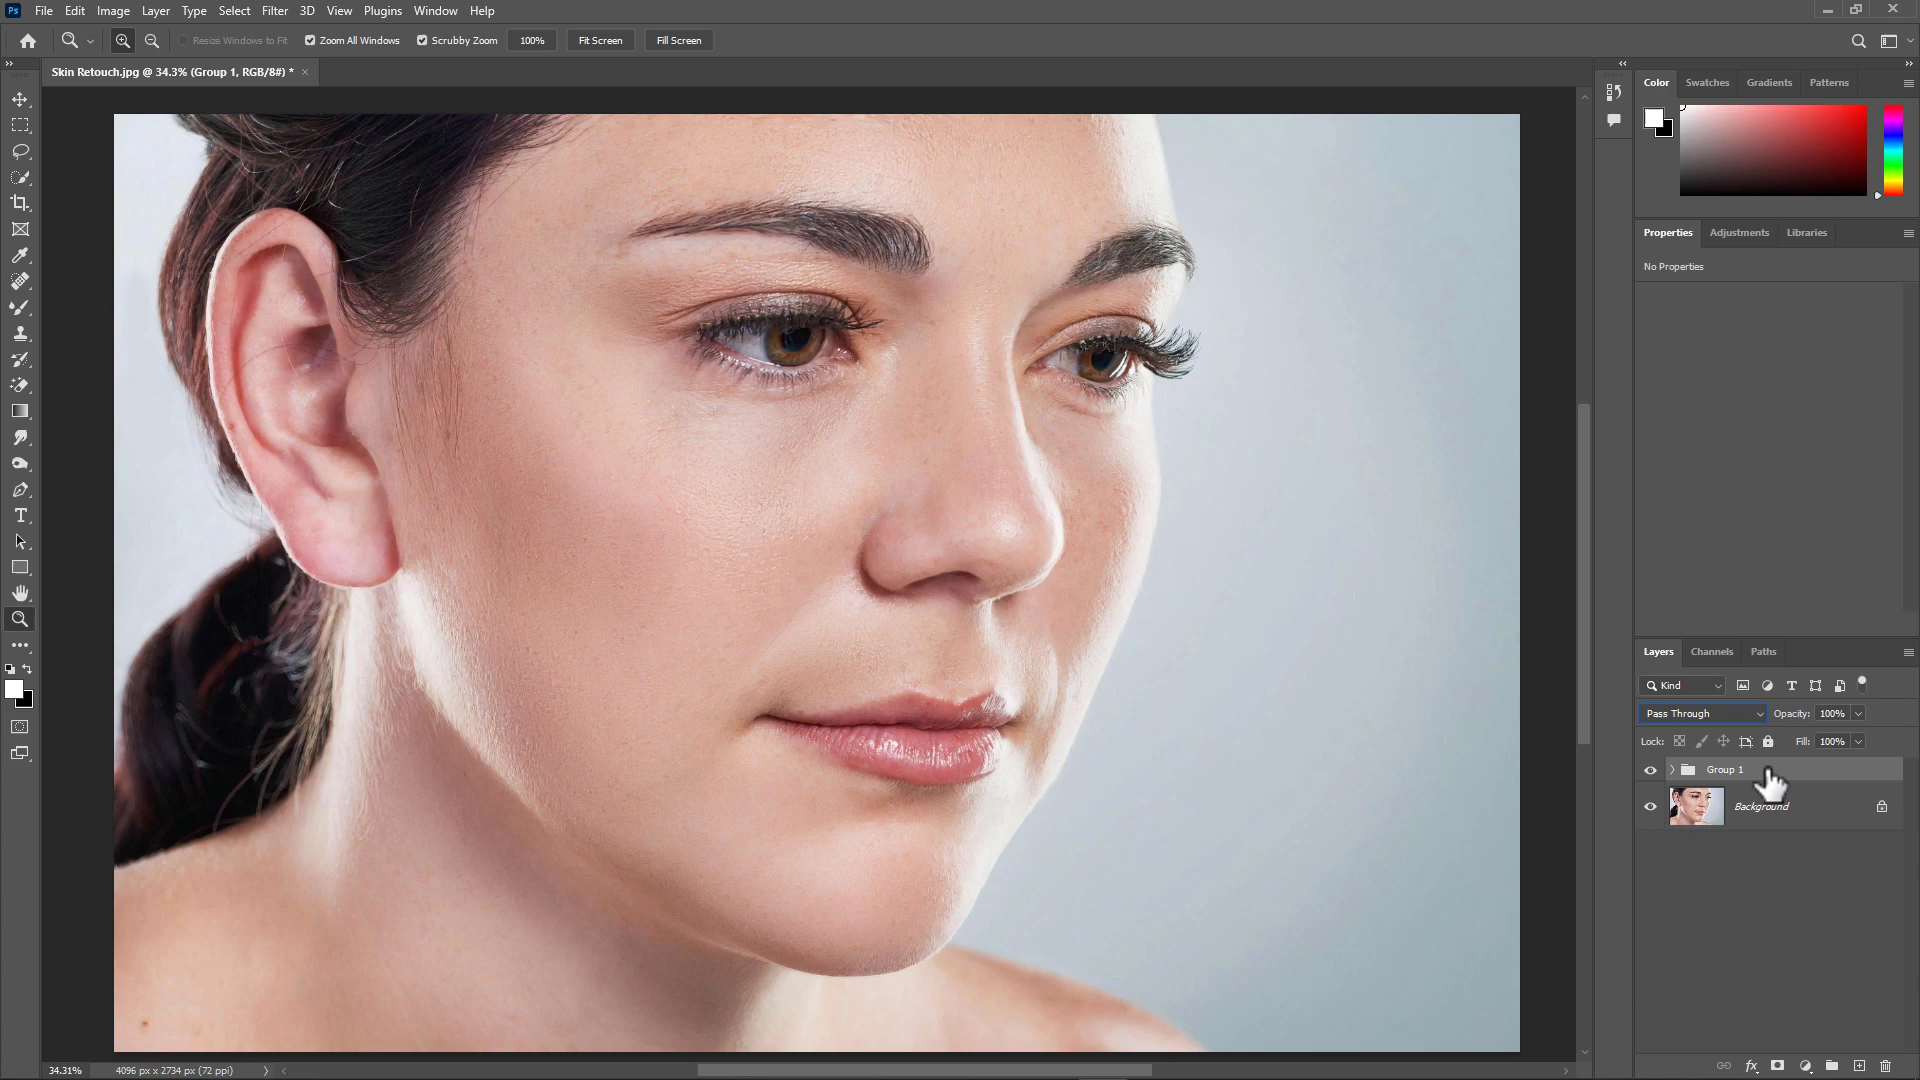 Ps File Edit Image Layer Type Select Filter 3D View Plugins Window Help
Resize Windows to Fit Zoom All Windows Scrubby Zoom 100% Fit Screen Fill Screen
Skin Retouch.jpg @ 34.3% (Group 1, RGB/8#) * ×
Color Swatches Gradients Patterns
Properties Adjustments Libraries
No Properties
Layers Channels Paths
Kind
Pass Through Opacity: 100%
Lock: Fill: 100%
Group 1
Background
34.31% 4096 px x 2734 px (72 ppi)